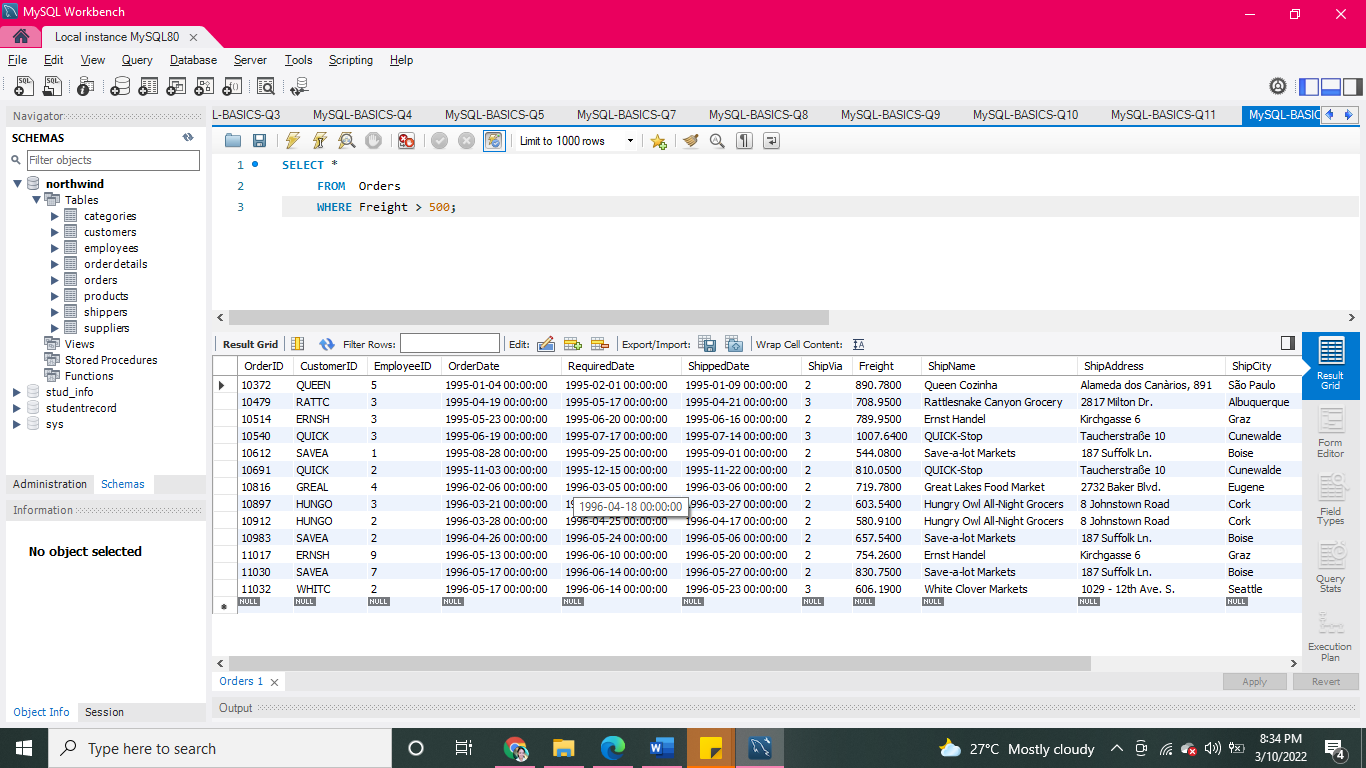 MySQL Workbench
Local instance MySQL80
File Edit View Query Database Server Tools Scripting Help
Navigator
SCHEMAS
Filter objects
northwind
Tables
categories
customers
employees
orderdetails
orders
products
shippers
suppliers
Views
Stored Procedures
Functions
stud_info
studentrecord
sys
Administration Schemas
Information
No object selected
Object Info Session
L-BASICS-Q3 MySQL-BASICS-Q4 MySQL-BASICS-Q5 MySQL-BASICS-Q7 MySQL-BASICS-Q8 MySQL-BASICS-Q9 MySQL-BASICS-Q10 MySQL-BASICS-Q11 MySQL-BASIC
Limit to 1000 rows
1 SELECT *
2 FROM Orders
3 WHERE Freight > 500;
Result Grid Filter Rows: Edit: Export/Import: Wrap Cell Content:
OrderID CustomerID EmployeeID OrderDate RequiredDate ShippedDate ShipVia Freight ShipName ShipAddress ShipCity
10372 QUEEN 5 1995-01-04 00:00:00 1995-02-01 00:00:00 1995-01-09 00:00:00 2 890.7800 Queen Cozinha Alameda dos Canàrios, 891 São Paulo
10479 RATTC 3 1995-04-19 00:00:00 1995-05-17 00:00:00 1995-04-21 00:00:00 3 708.9500 Rattlesnake Canyon Grocery 2817 Milton Dr. Albuquerque
10514 ERNSH 3 1995-05-23 00:00:00 1995-06-20 00:00:00 1995-06-16 00:00:00 2 789.9500 Ernst Handel Kirchgasse 6 Graz
10540 QUICK 3 1995-06-19 00:00:00 1995-07-17 00:00:00 1995-07-14 00:00:00 3 1007.6400 QUICK-Stop Taucherstraße 10 Cunewalde
10612 SAVEA 1 1995-08-28 00:00:00 1995-09-25 00:00:00 1995-09-01 00:00:00 2 544.0800 Save-a-lot Markets 187 Suffolk Ln. Boise
10691 QUICK 2 1995-11-03 00:00:00 1995-12-15 00:00:00 1995-11-22 00:00:00 2 810.0500 QUICK-Stop Taucherstraße 10 Cunewalde
10816 GREAL 4 1996-02-06 00:00:00 1996-03-05 00:00:00 1996-03-06 00:00:00 2 719.7800 Great Lakes Food Market 2732 Baker Blvd. Eugene
10897 HUNGO 3 1996-03-21 00:00:00 1996-04-18 00:00:00 1996-03-27 00:00:00 2 603.5400 Hungry Owl All-Night Grocers 8 Johnstown Road Cork
10912 HUNGO 2 1996-03-28 00:00:00 1996-04-25 00:00:00 1996-04-17 00:00:00 2 580.9100 Hungry Owl All-Night Grocers 8 Johnstown Road Cork
10983 SAVEA 2 1996-04-26 00:00:00 1996-05-24 00:00:00 1996-05-06 00:00:00 2 657.5400 Save-a-lot Markets 187 Suffolk Ln. Boise
11017 ERNSH 9 1996-05-13 00:00:00 1996-06-10 00:00:00 1996-05-20 00:00:00 2 754.2600 Ernst Handel Kirchgasse 6 Graz
11030 SAVEA 7 1996-05-17 00:00:00 1996-06-14 00:00:00 1996-05-27 00:00:00 2 830.7500 Save-a-lot Markets 187 Suffolk Ln. Boise
11032 WHITC 2 1996-05-17 00:00:00 1996-06-14 00:00:00 1996-05-23 00:00:00 3 606.1900 White Clover Markets 1029 - 12th Ave. S. Seattle
NULL NULL NULL NULL NULL NULL NULL NULL NULL NULL NULL
Result
Grid
Form
Editor
Field
Types
Query
Stats
Execution
Plan
Orders 1 Apply Revert
Output
Type here to search
27°C Mostly cloudy
8:34 PM
3/10/2022
4